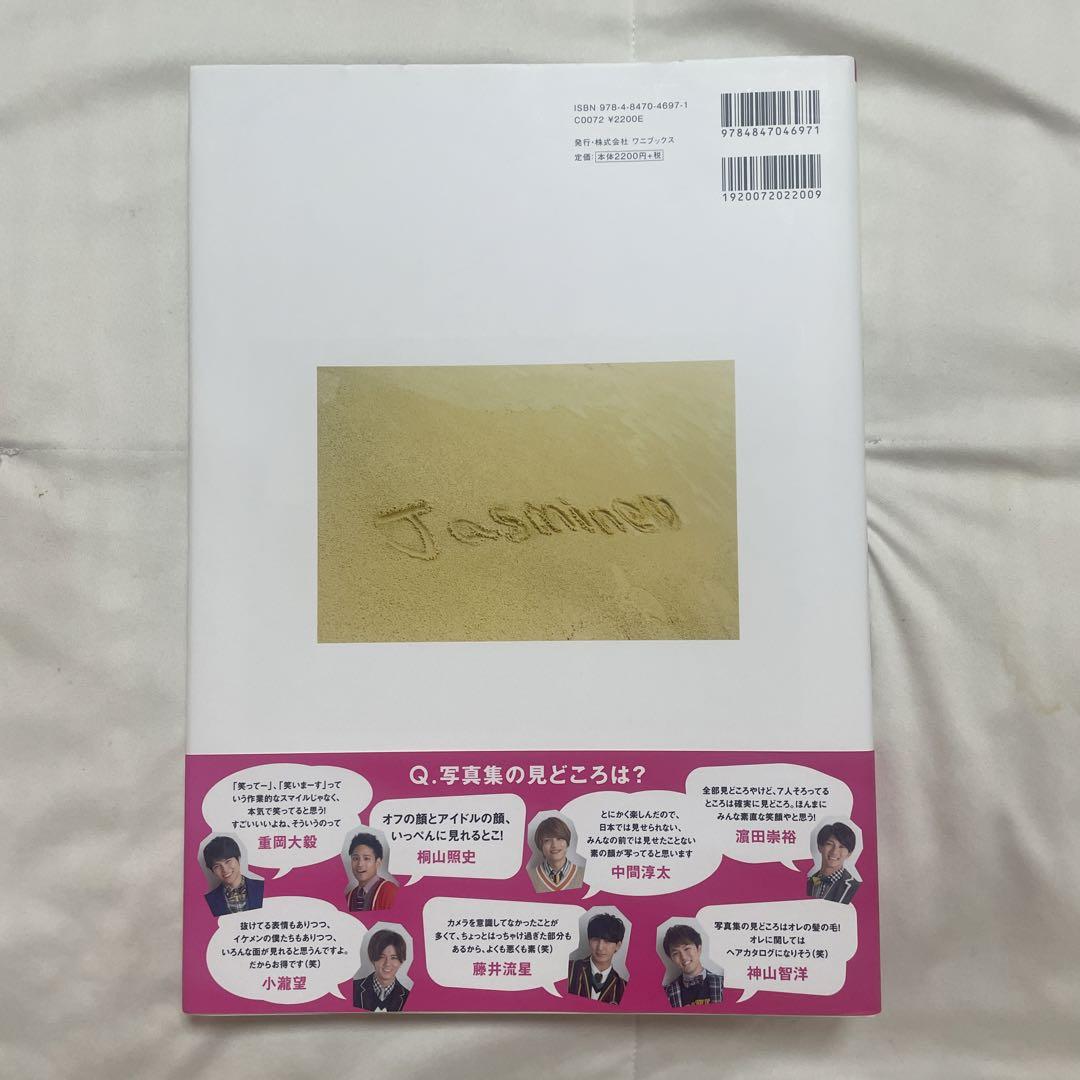 ISBN 978-4-8470-4697-1
C0072 ¥2200E
発行・株式会社 ワニブックス
定価：本体2200円+税
9784847046971
1920072022009
Jasminen
Q.写真集の見どころは？
「笑ってー」、「笑いまーす」って
いう作業的なスマイルじゃなく、
本気で笑ってると思う！
すごいいいよね、そういうのって
重岡大毅
オフの顔とアイドルの顔、
いっぺんに見れるとこ！
桐山照史
とにかく楽しんだので、
日本では見せられない、
みんなの前では見せたことない
素の顔が写ってると思います
中間淳太
全部見どころやけど、7人そろってる
ところは確実に見どころ。ほんまに
みんな素直な笑顔やと思う！
濵田崇裕
抜けてる表情もありつつ、
イケメンの僕たちもありつつ、
いろんな面が見れると思うんですよ。
だからお得です（笑）
小瀧望
カメラを意識してなかったことが
多くて、ちょっとはっちゃけ過ぎた部分も
あるから、よくも悪くも素（笑）
藤井流星
写真集の見どころはオレの髪の毛！
オレに関しては
ヘアカタログになりそう（笑）
神山智洋